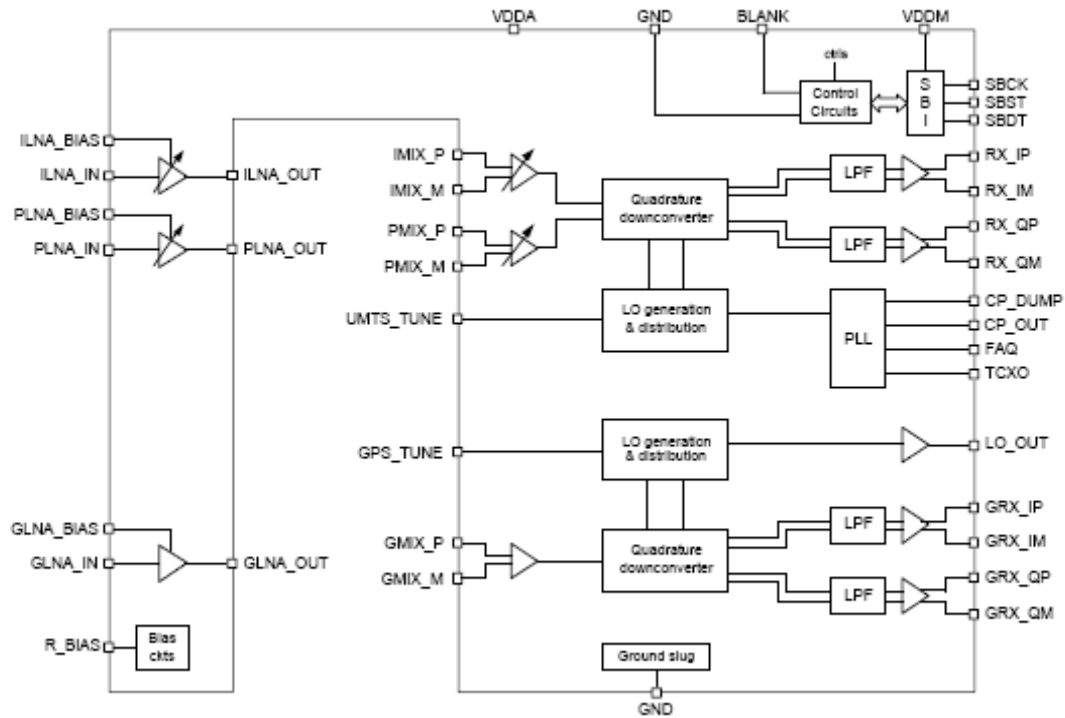 VDDA
GND
BLANK
VDDM
ctrls
Control
Circuits
S
B
I
SBCK
SBST
SBDT
ILNA_BIAS
ILNA_IN
ILNA_OUT
PLNA_BIAS
PLNA_IN
PLNA_OUT
IMIX_P
IMIX_M
PMIX_P
PMIX_M
Quadrature
downconverter
LPF
RX_IP
RX_IM
LPF
RX_QP
RX_QM
UMTS_TUNE
LO generation
& distribution
PLL
CP_DUMP
CP_OUT
FAQ
TCXO
GPS_TUNE
LO generation
& distribution
LO_OUT
GLNA_BIAS
GLNA_IN
GLNA_OUT
GMIX_P
GMIX_M
Quadrature
downconverter
LPF
GRX_IP
GRX_IM
LPF
GRX_QP
GRX_QM
R_BIAS
Bias
ckts
Ground slug
GND